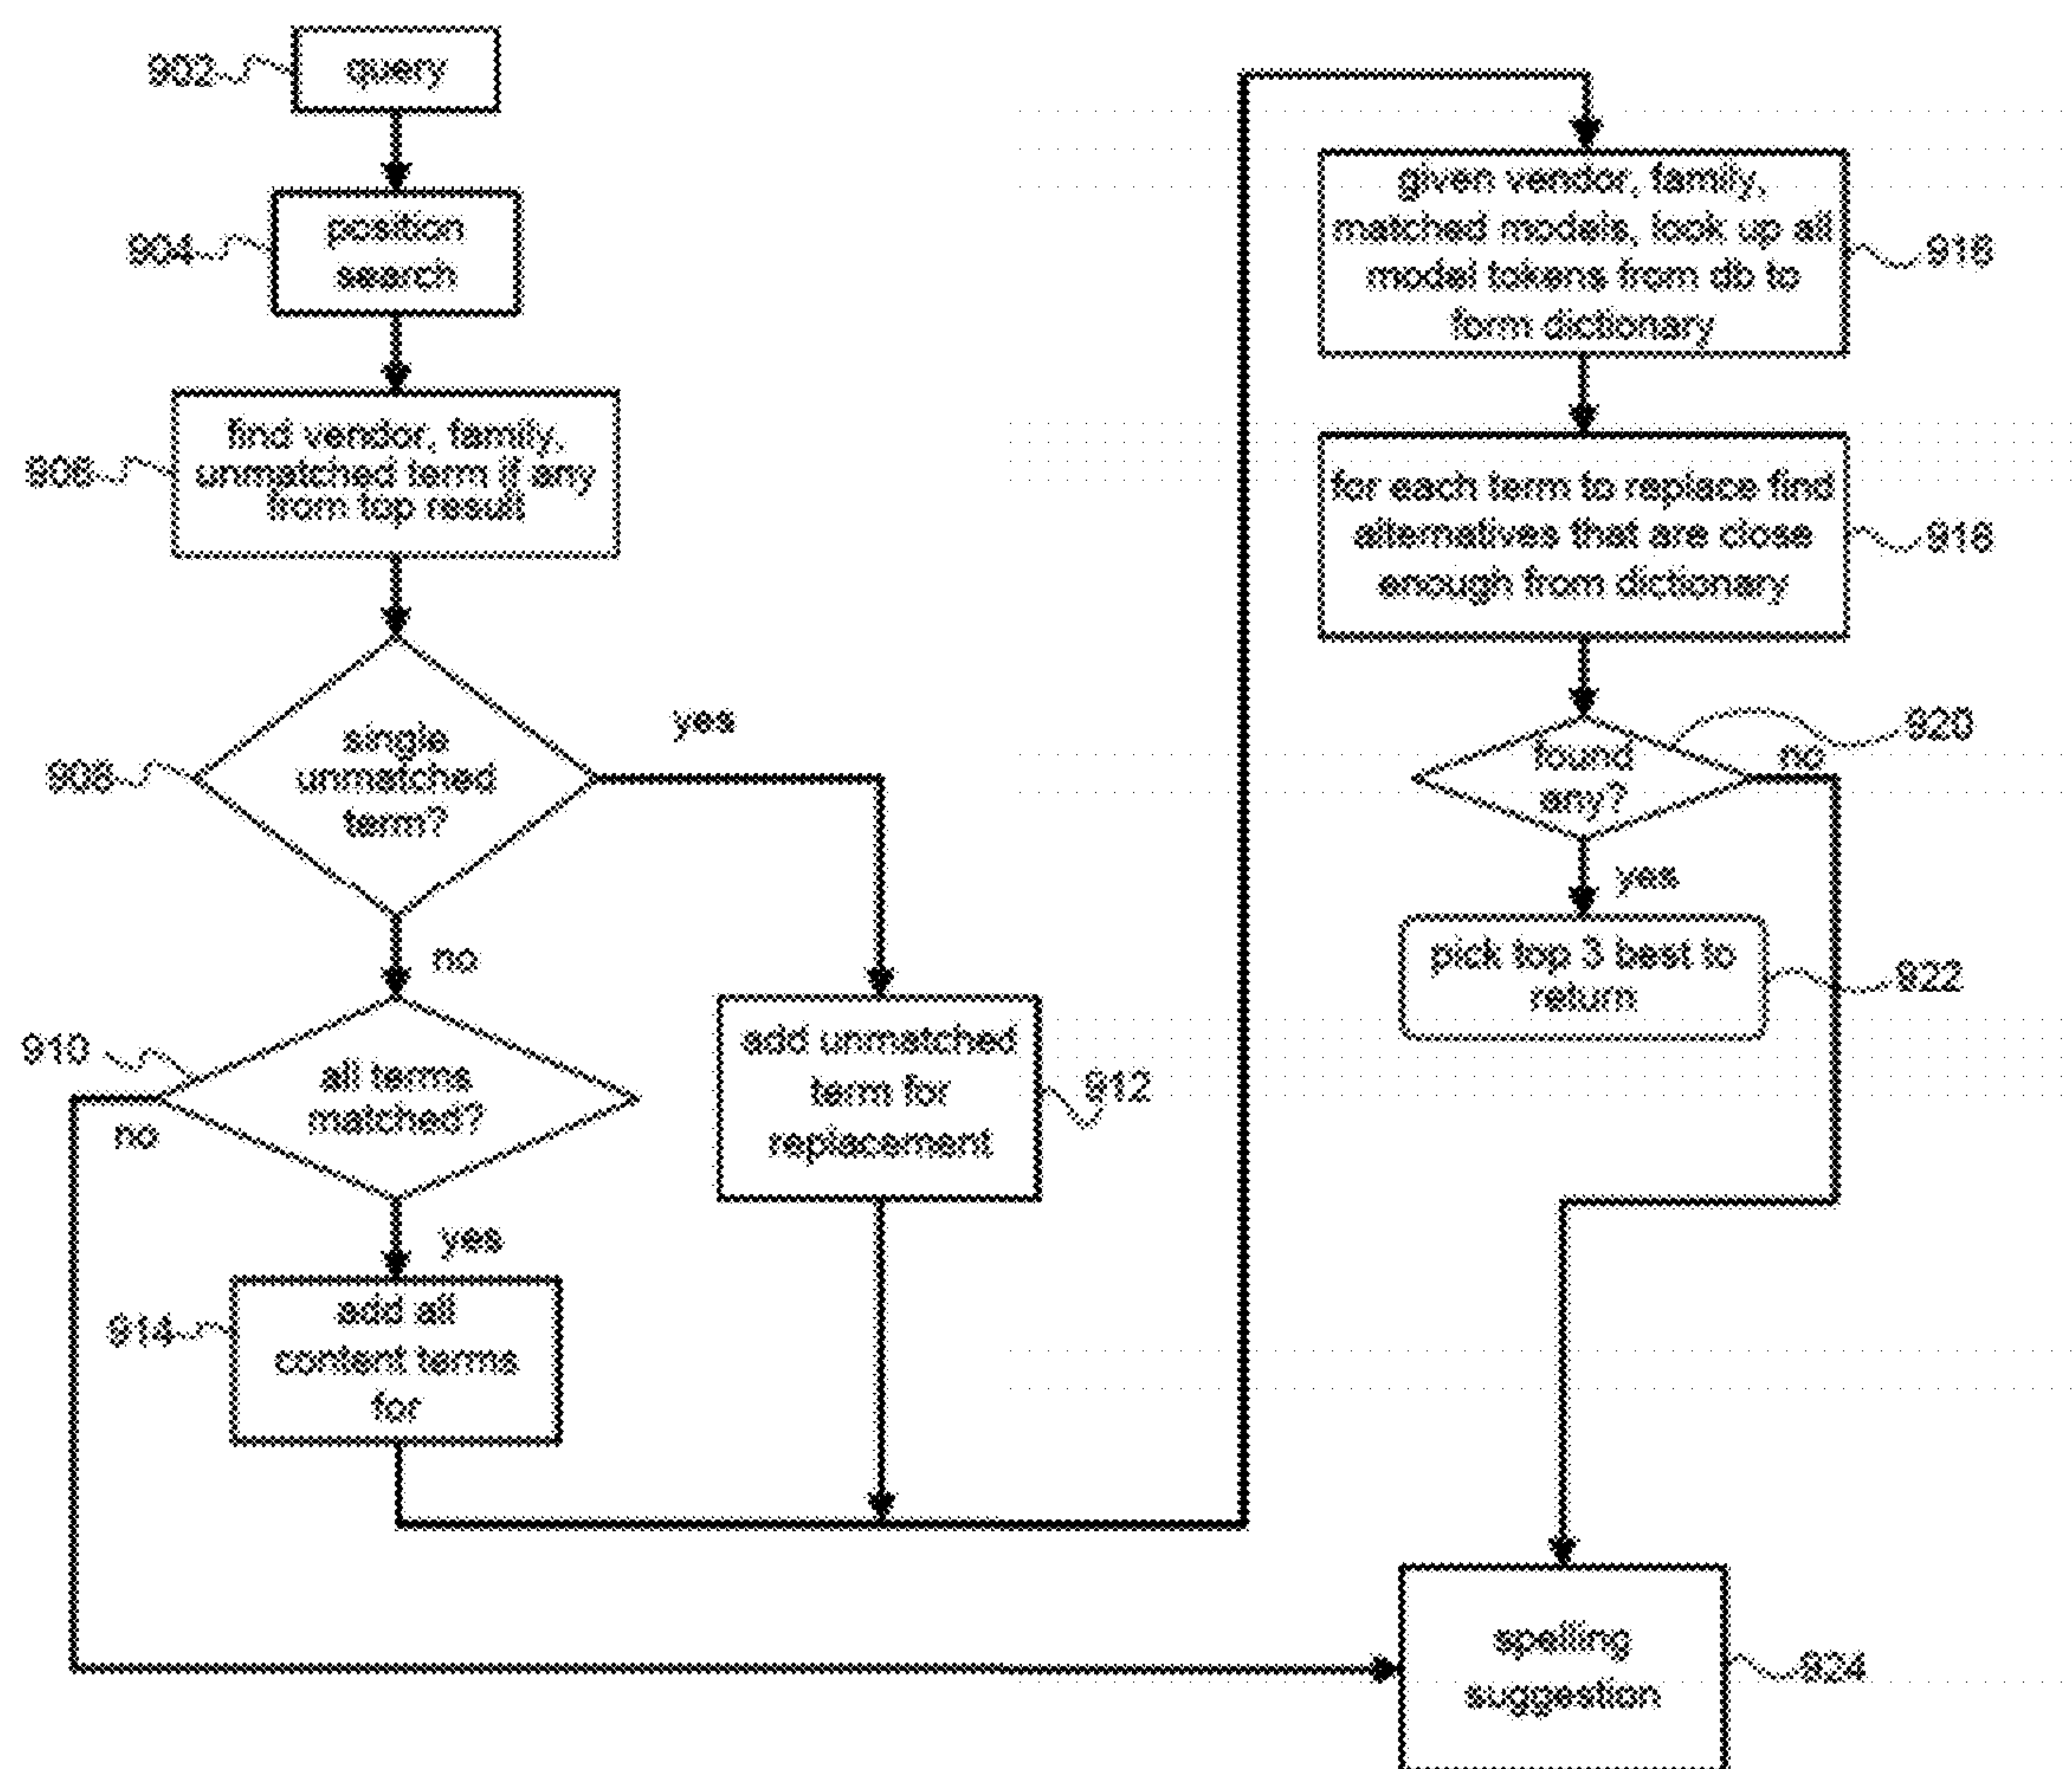 902
query
904
position
search
906
find vendor, family,
unmatched term if any
from top result
908
single
unmatched
term?
yes
no
910
all terms
matched?
no
yes
912
add unmatched
term for
replacement
914
add all
content terms
for
given vendor, family,
matched models, look up all
model tokens from db to
form dictionary
916
for each term to replace find
alternatives that are close
enough from dictionary
918
found
any?
920
no
yes
pick top 3 best to
return
922
spelling
suggestion
924